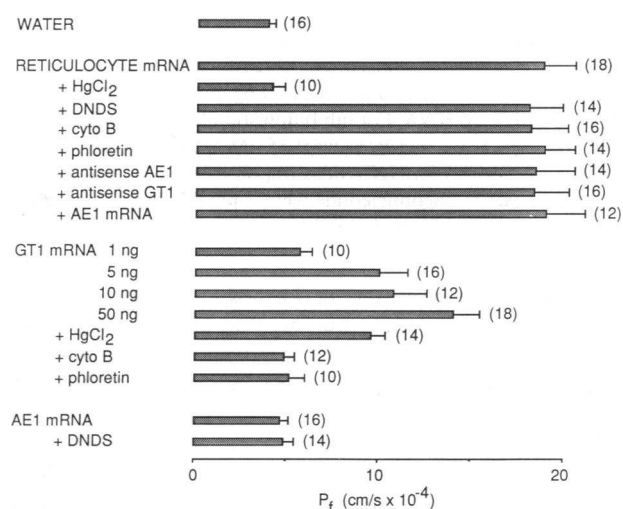 WATER (16)
RETICULOCYTE mRNA (18)
+ HgCl₂ (10)
+ DNDS (14)
+ cyto B (16)
+ phloretin (14)
+ antisense AE1 (14)
+ antisense GT1 (16)
+ AE1 mRNA (12)
GT1 mRNA 1 ng (10)
5 ng (16)
10 ng (12)
50 ng (18)
+ HgCl₂ (14)
+ cyto B (12)
+ phloretin (10)
AE1 mRNA (16)
+ DNDS (14)
0 10 20
P_f (cm/s x 10⁻⁴)